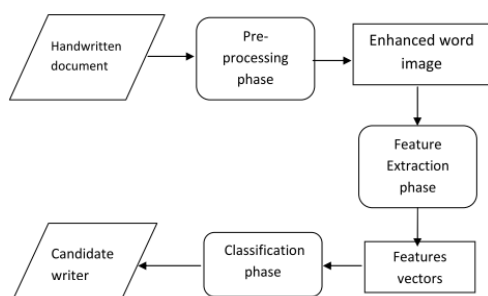 Handwritten
document
Pre-
processing
phase
Enhanced word
image
Feature
Extraction
phase
Features
vectors
Classification
phase
Candidate
writer